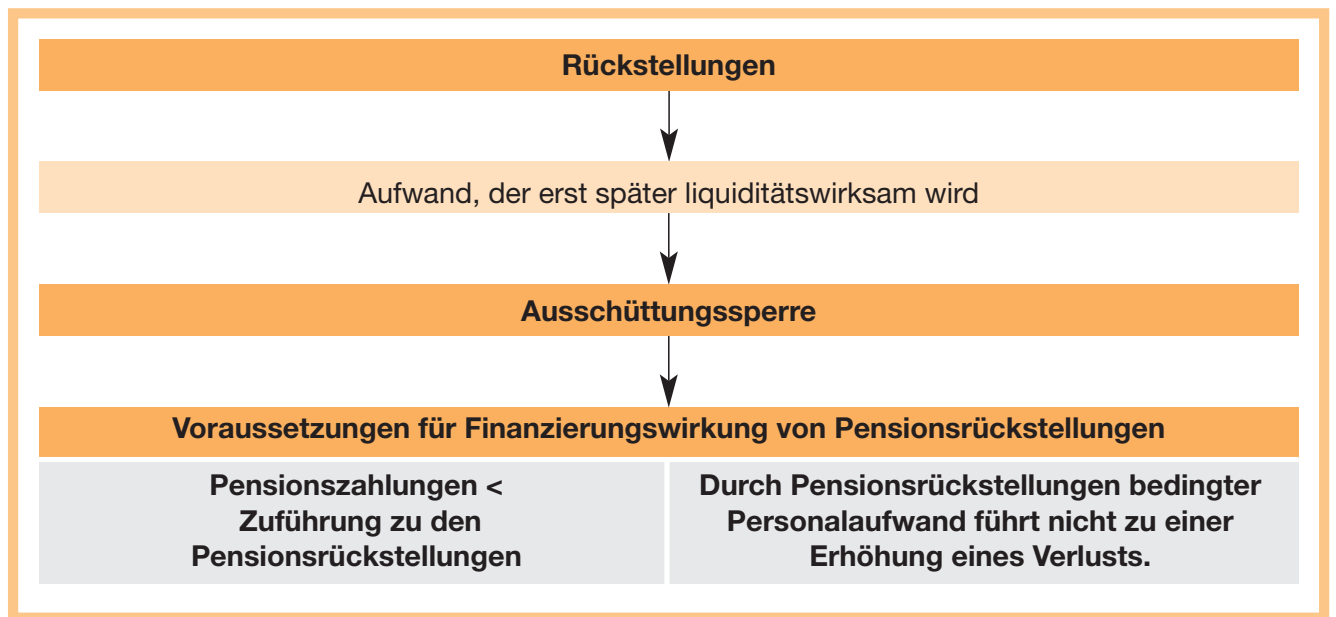 Rückstellungen
Aufwand, der erst später liquiditätswirksam wird
Ausschüttungssperre
Voraussetzungen für Finanzierungswirkung von Pensionsrückstellungen
Pensionszahlungen <
Zuführung zu den
Pensionsrückstellungen
Durch Pensionsrückstellungen bedingter
Personalaufwand führt nicht zu einer
Erhöhung eines Verlusts.